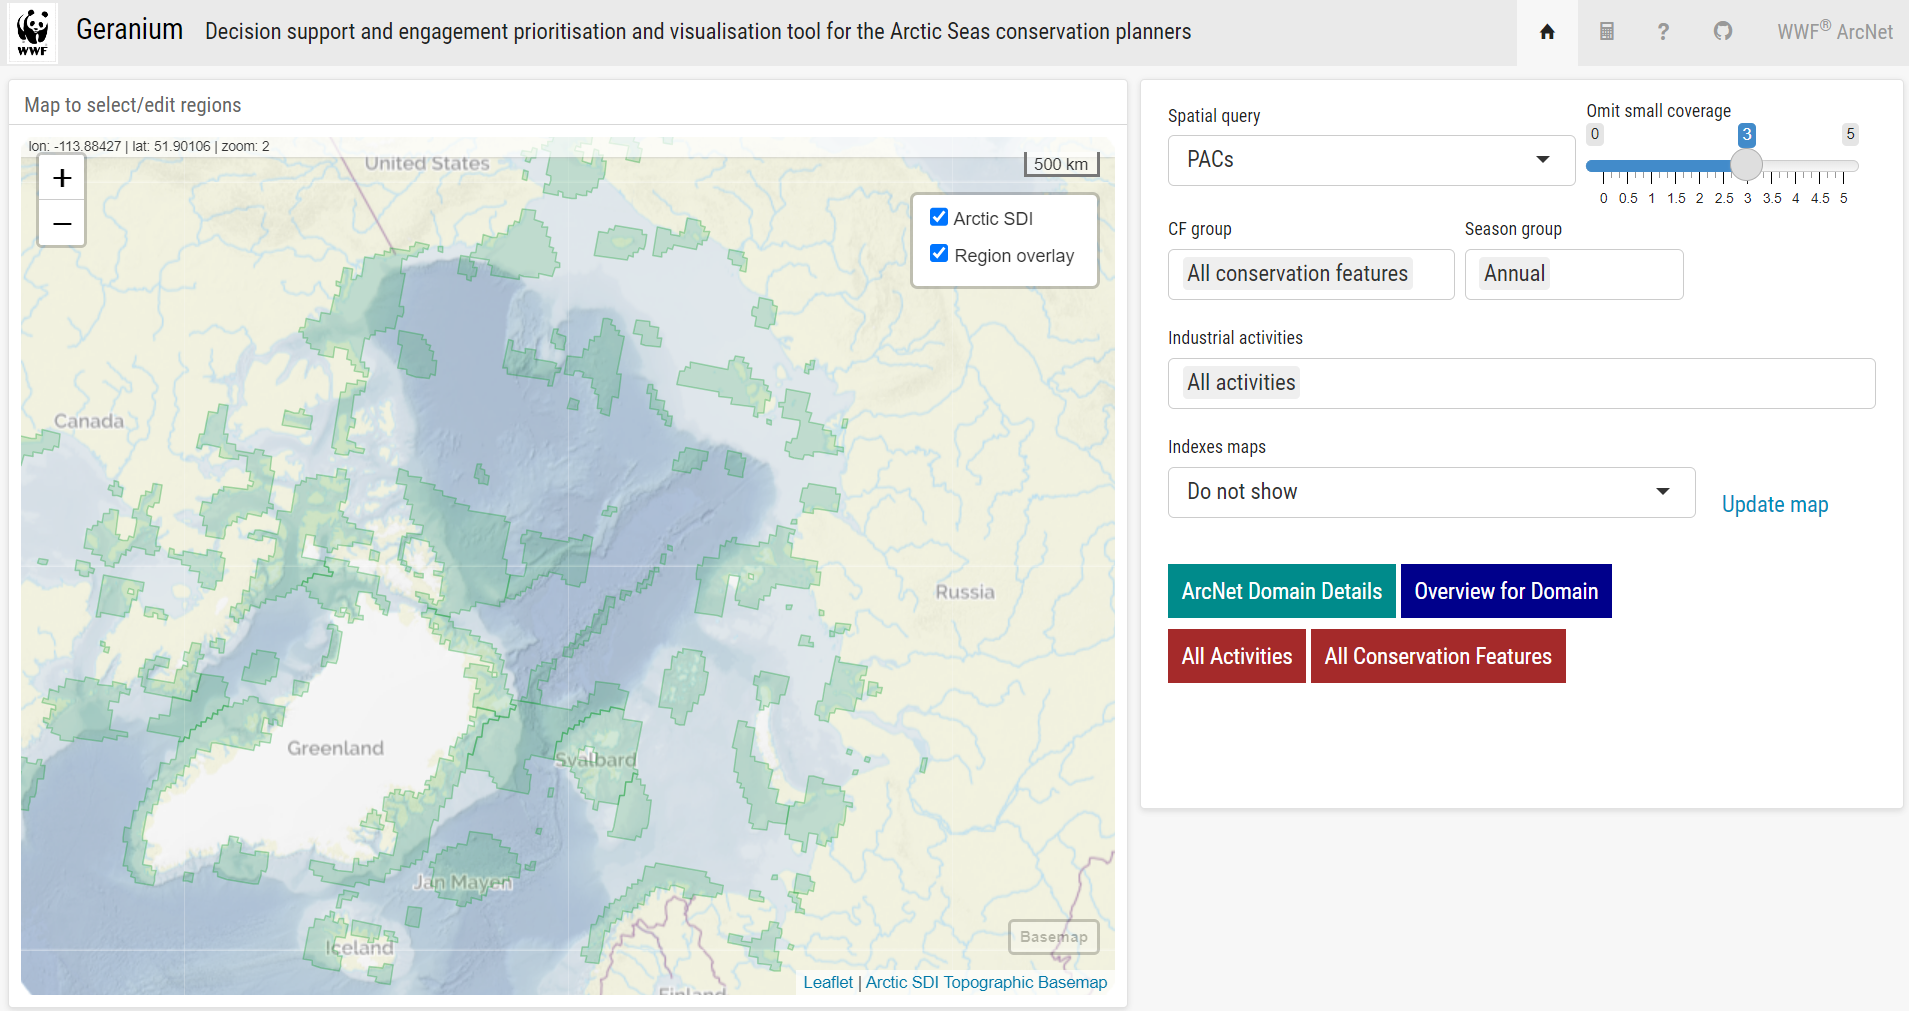 WWF
Geranium
Decision support and engagement prioritisation and visualisation tool for the Arctic Seas conservation planners
?
WWF® ArcNet
Map to select/edit regions
lon: -113.88427 | lat: 51.90106 | zoom: 2
+
−
United States
500 km
Arctic SDI
Region overlay
Canada
Russia
Greenland
Svalbard
Jan Mayen
Iceland
Basemap
Finland
Leaflet | Arctic SDI Topographic Basemap
Spatial query
PACs
Omit small coverage
0
3
5
0 0.5 1 1.5 2 2.5 3 3.5 4 4.5 5
CF group
All conservation features
Season group
Annual
Industrial activities
All activities
Indexes maps
Do not show
Update map
ArcNet Domain Details
Overview for Domain
All Activities
All Conservation Features